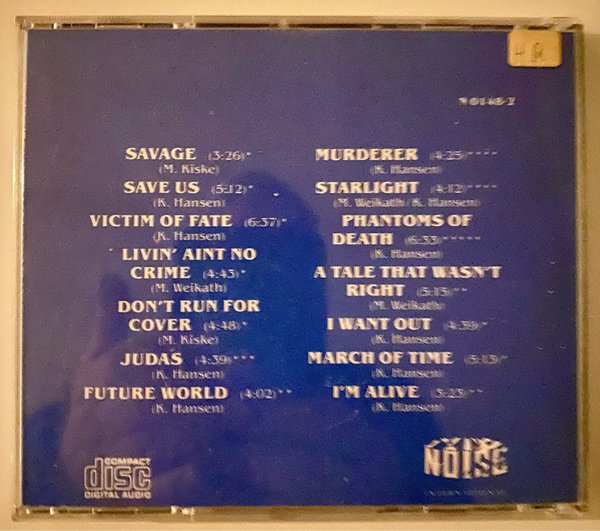 N 0148-2
SAVAGE (3:26)*
(M. Kiske)
SAVE US (5:12)*
(K. Hansen)
VICTIM OF FATE (6:37)*
(K. Hansen)
LIVIN' AINT NO
CRIME (4:43)*
(M. Weikath)
DON'T RUN FOR
COVER (4:48)*
(M. Kiske)
JUDAS (4:39)***
(K. Hansen)
FUTURE WORLD (4:02)**
(K. Hansen)
MURDERER (4:25)****
(K. Hansen)
STARLIGHT (4:12)****
(M. Weikath / K. Hansen)
PHANTOMS OF
DEATH (6:33)*****
(K. Hansen)
A TALE THAT WASN'T
RIGHT (5:15)**
(M. Weikath)
I WANT OUT (4:39)*
(K. Hansen)
MARCH OF TIME (5:13)*
(K. Hansen)
I'M ALIVE (3:23)**
(K. Hansen)
COMPACT
disc
DIGITAL AUDIO
NOISE
INTERNATIONAL